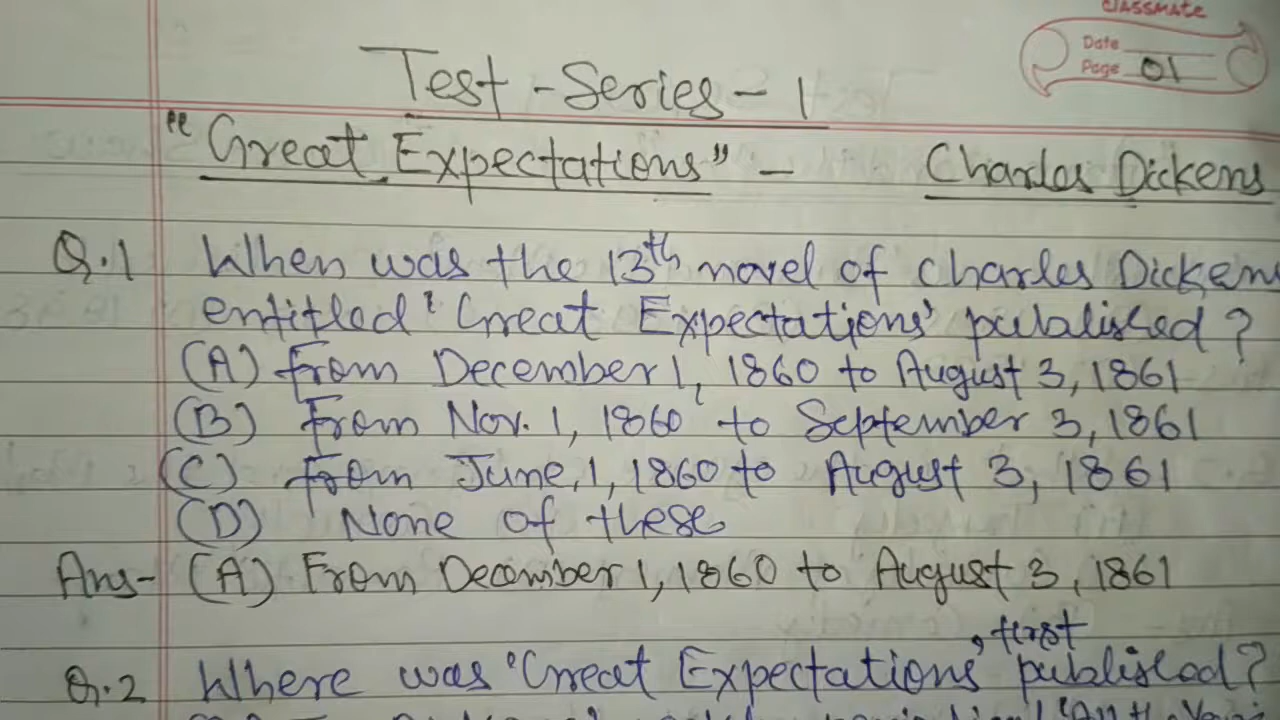 classmate
Date
Page 01
Test - Series - 1
"Great Expectations" - Charles Dickens
Q.1 When was the 13th novel of Charles Dickens
entitled 'Great Expectations' published ?
(A) From December 1, 1860 to August 3, 1861
(B) From Nov. 1, 1860 to September 3, 1861
(C) From June, 1, 1860 to August 3, 1861
(D) None of these
Ans- (A) From December 1, 1860 to August 3, 1861
Q.2 Where was 'Great Expectations' first published ?